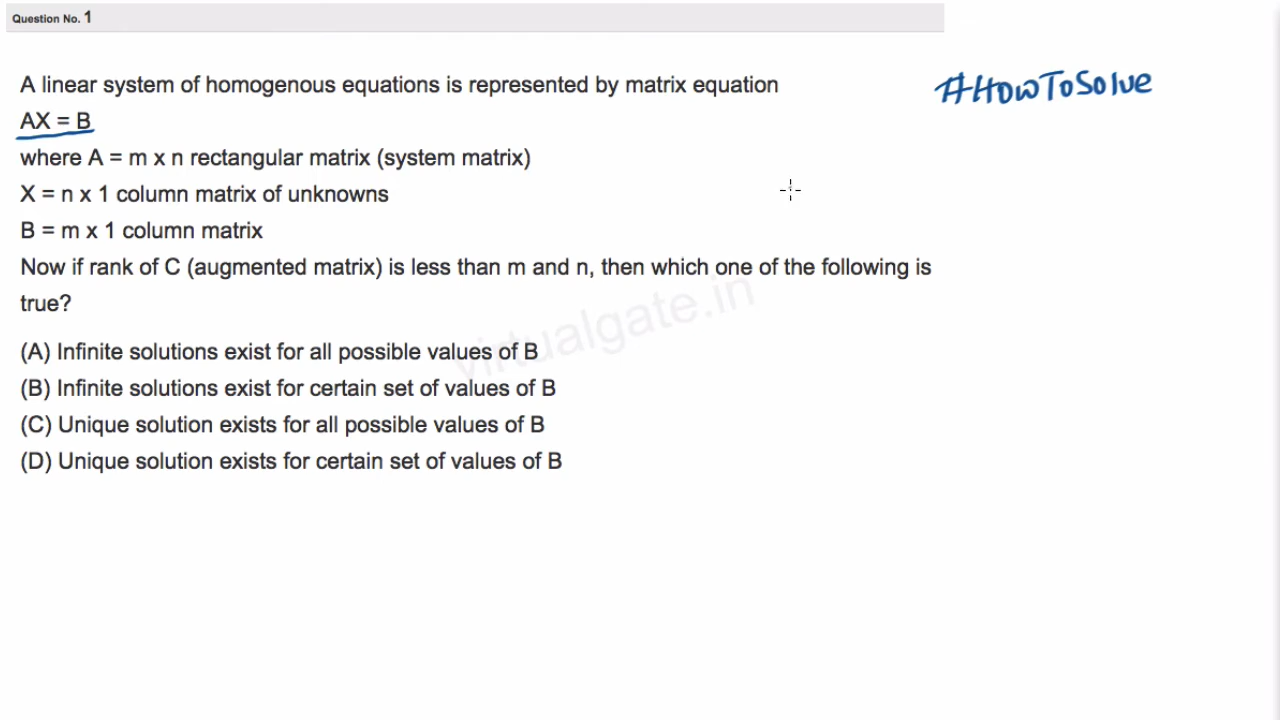 Question No. 1
A linear system of homogenous equations is represented by matrix equation
#HowToSolve
AX = B
where A = m x n rectangular matrix (system matrix)
X = n x 1 column matrix of unknowns
B = m x 1 column matrix
Now if rank of C (augmented matrix) is less than m and n, then which one of the following is
true?
virtualgate.in
(A) Infinite solutions exist for all possible values of B
(B) Infinite solutions exist for certain set of values of B
(C) Unique solution exists for all possible values of B
(D) Unique solution exists for certain set of values of B